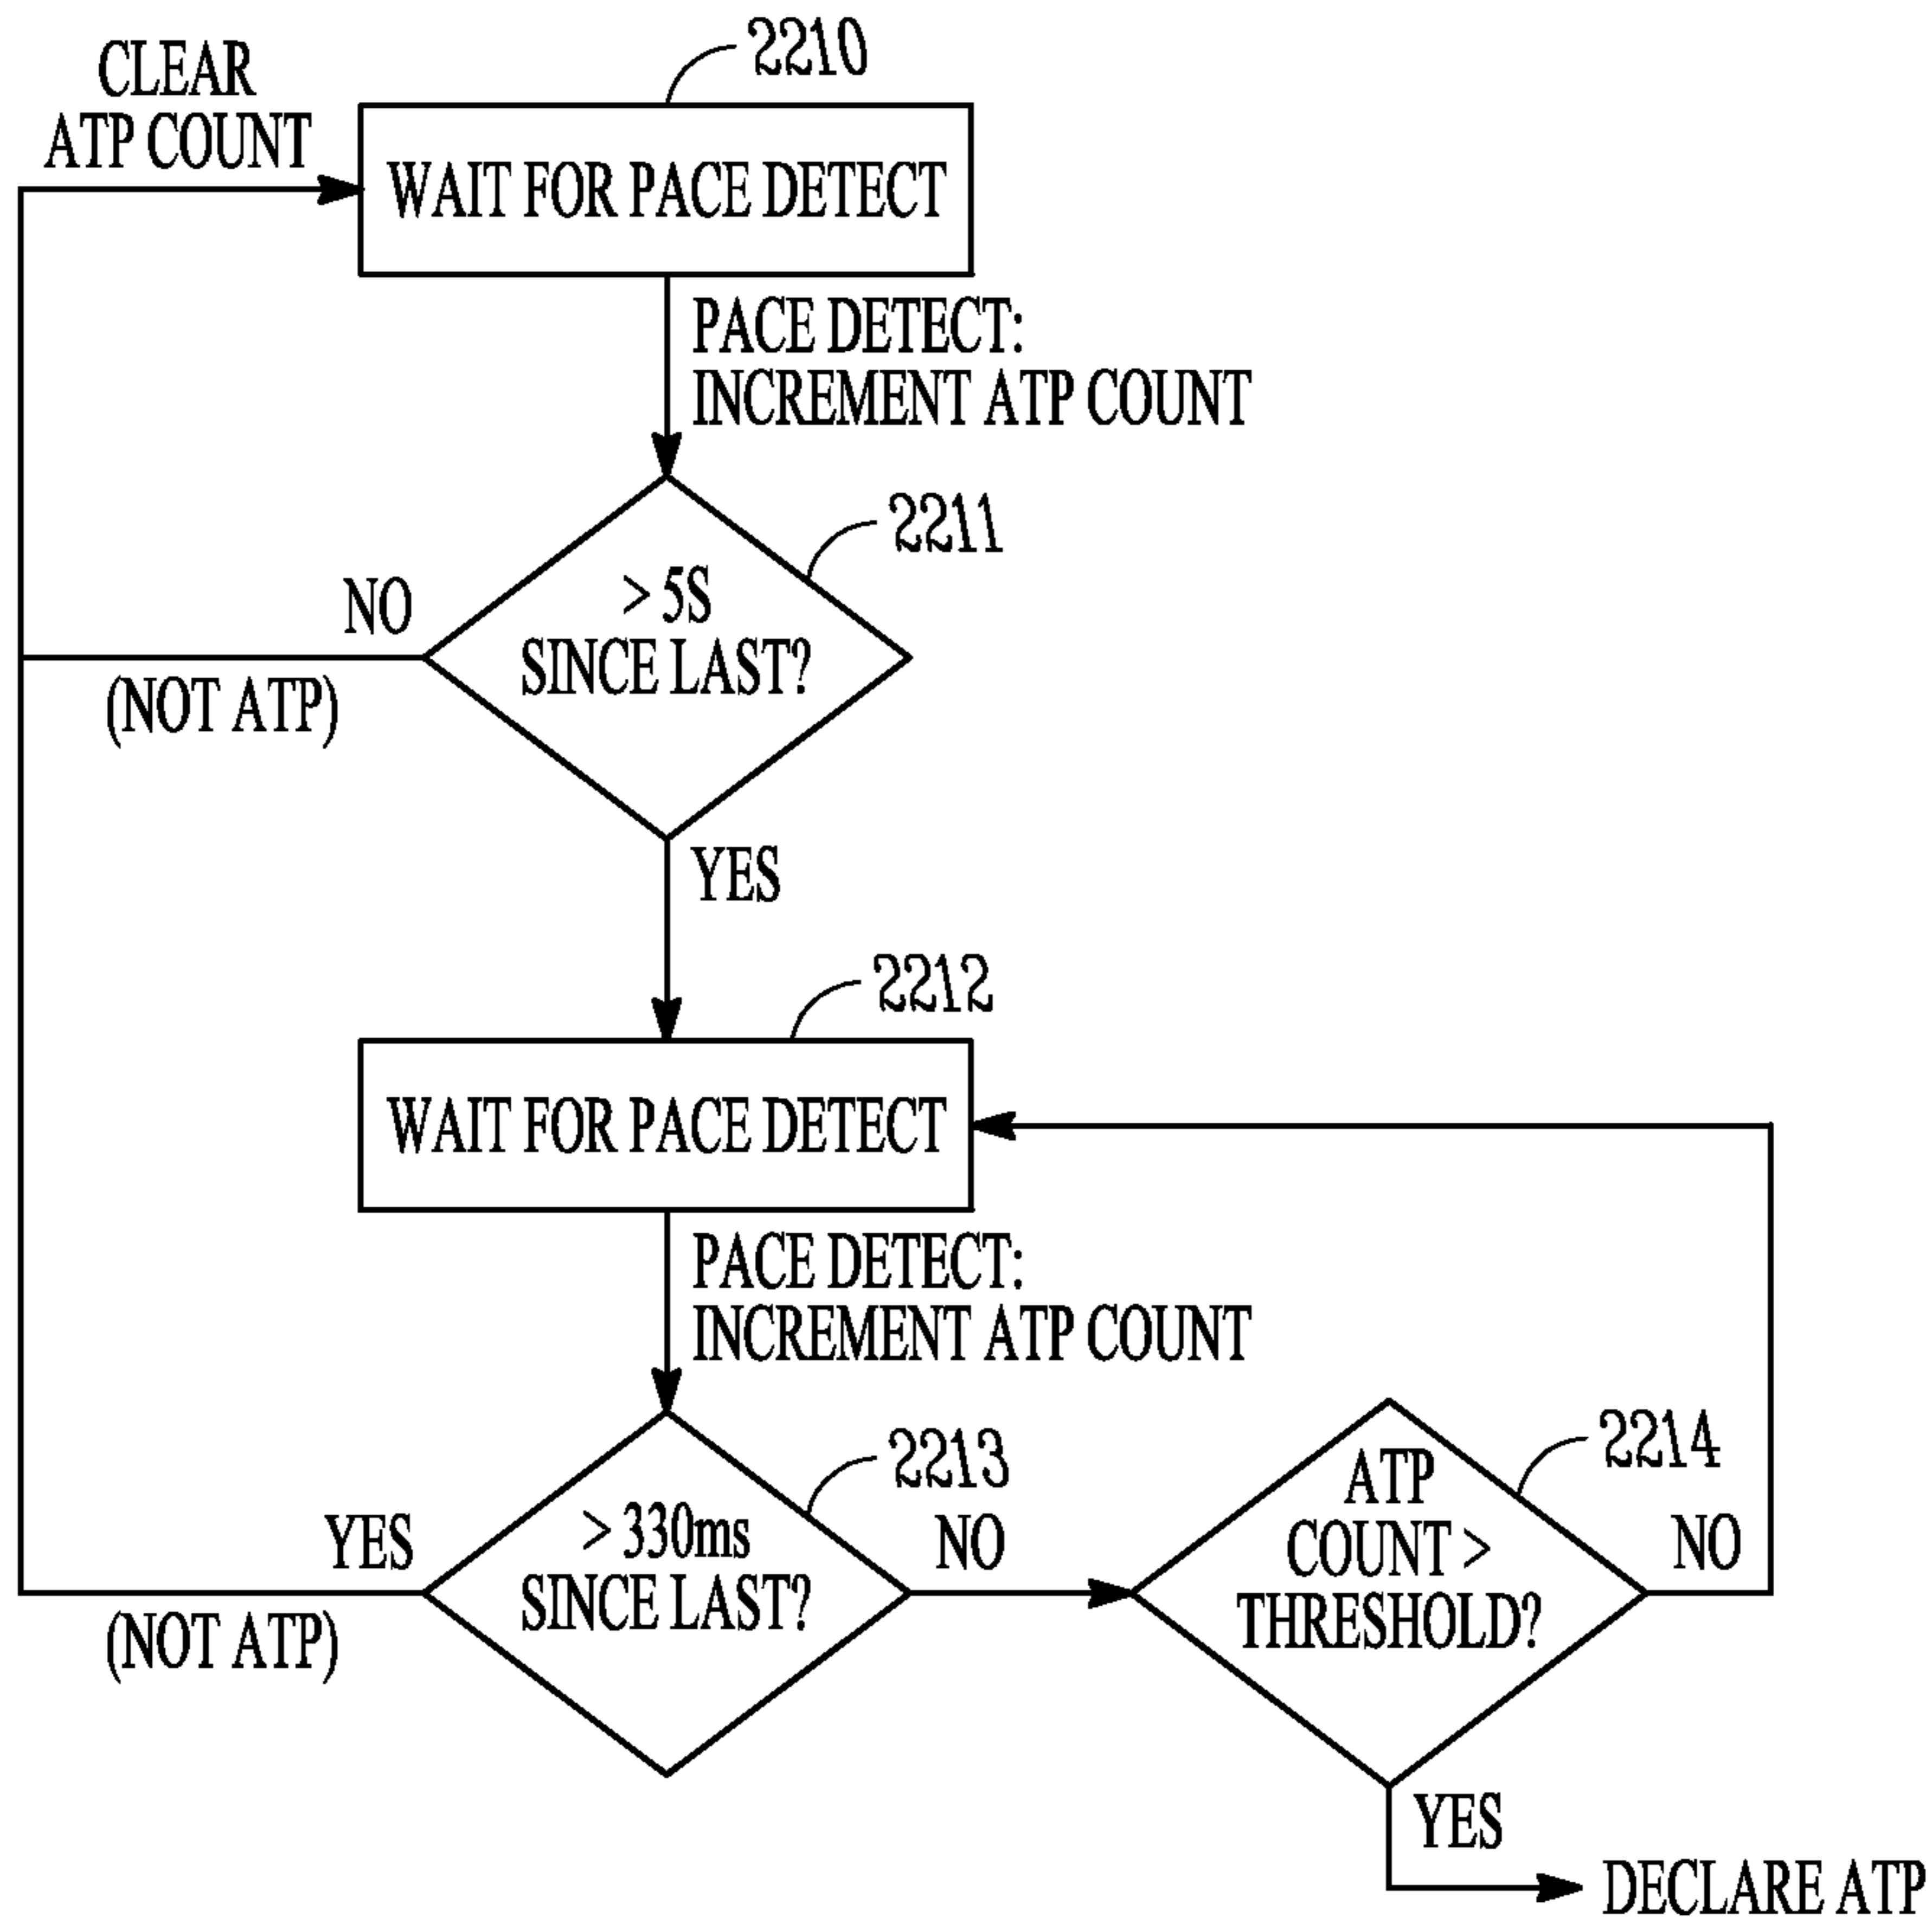 2210
CLEAR
ATP COUNT
WAIT FOR PACE DETECT
PACE DETECT:
INCREMENT ATP COUNT
2211
> 5S
SINCE LAST?
NO
(NOT ATP)
YES
2212
WAIT FOR PACE DETECT
PACE DETECT:
INCREMENT ATP COUNT
2213
> 330ms
SINCE LAST?
YES
(NOT ATP)
NO
2214
ATP
COUNT >
THRESHOLD?
NO
YES
DECLARE ATP